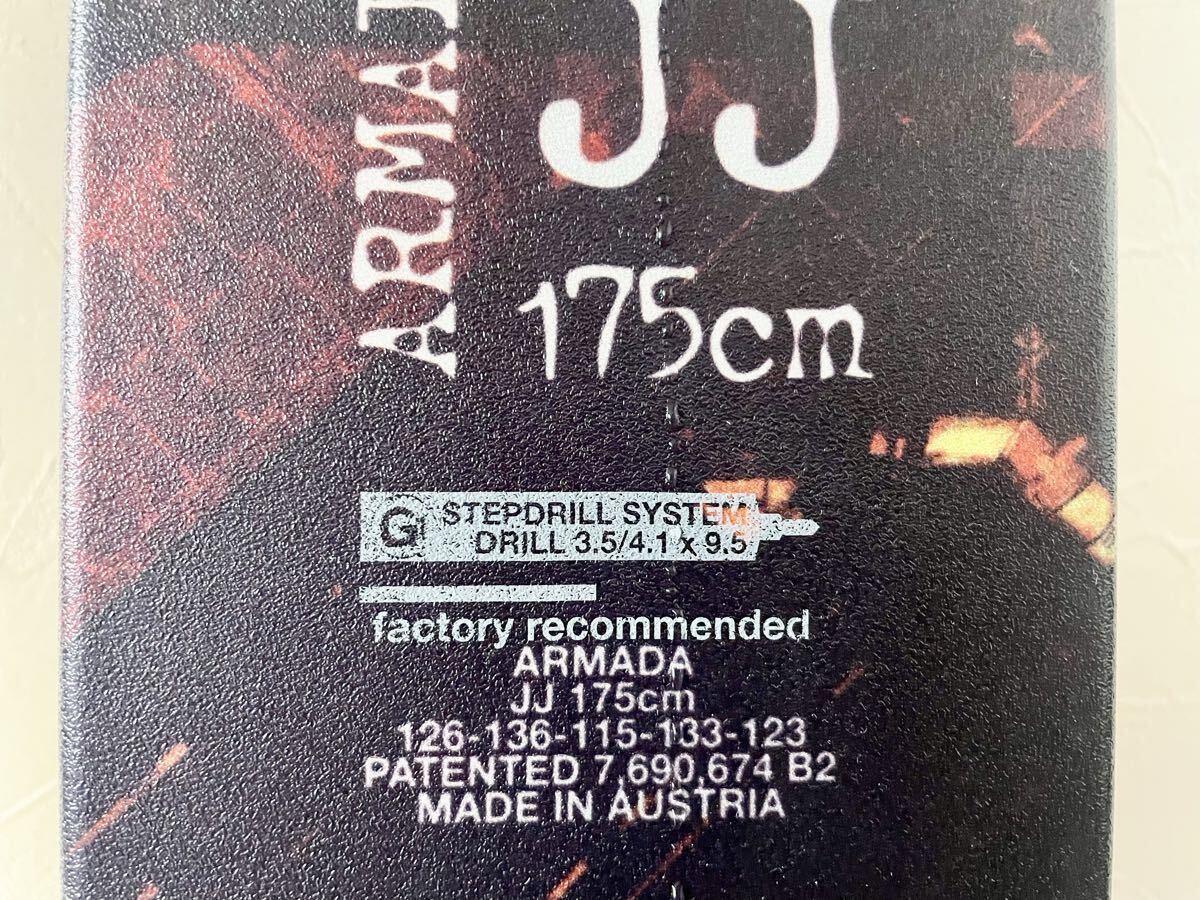 JJ
175cm
G
STEPDRILL SYSTEM
DRILL 3.5/4.1 x 9.5
factory recommended
ARMADA
JJ 175cm
126-136-115-133-123
PATENTED 7,690,674 B2
MADE IN AUSTRIA